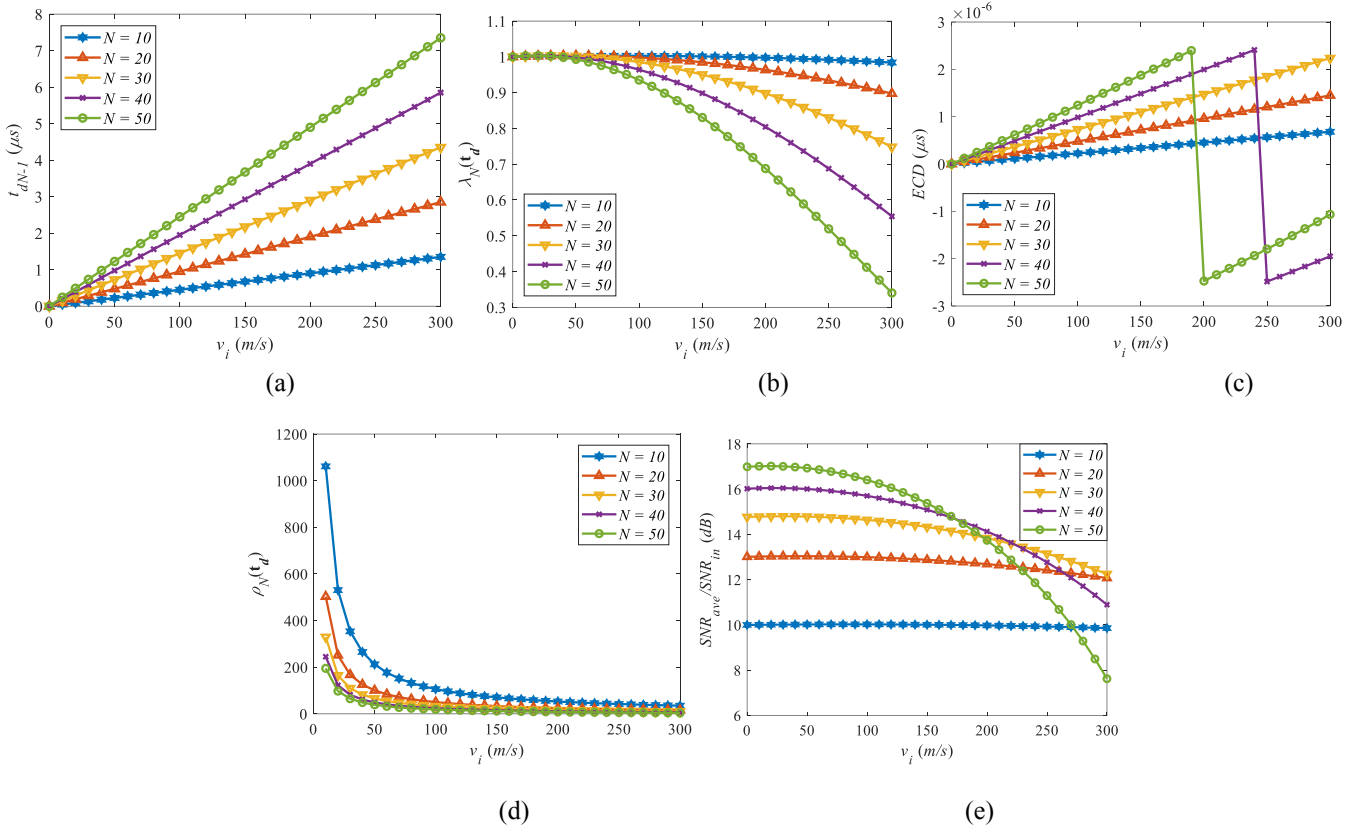 8
7
6
5
4
3
2
1
0
t_{dN-1} (μs)
N = 10
N = 20
N = 30
N = 40
N = 50
0 50 100 150 200 250 300
v_i (m/s)
(a)
1.1
1
0.9
0.8
0.7
0.6
0.5
0.4
0.3
λ_N(t_d)
N = 10
N = 20
N = 30
N = 40
N = 50
0 50 100 150 200 250 300
v_i (m/s)
(b)
×10^{-6}
3
2
1
0
-1
-2
-3
ECD (μs)
N = 10
N = 20
N = 30
N = 40
N = 50
0 50 100 150 200 250 300
v_i (m/s)
(c)
1200
1000
800
600
400
200
0
ρ_N(t_d)
N = 10
N = 20
N = 30
N = 40
N = 50
0 50 100 150 200 250 300
v_i (m/s)
(d)
18
16
14
12
10
8
6
SNR_{ave}/SNR_{in} (dB)
N = 10
N = 20
N = 30
N = 40
N = 50
0 50 100 150 200 250 300
v_i (m/s)
(e)